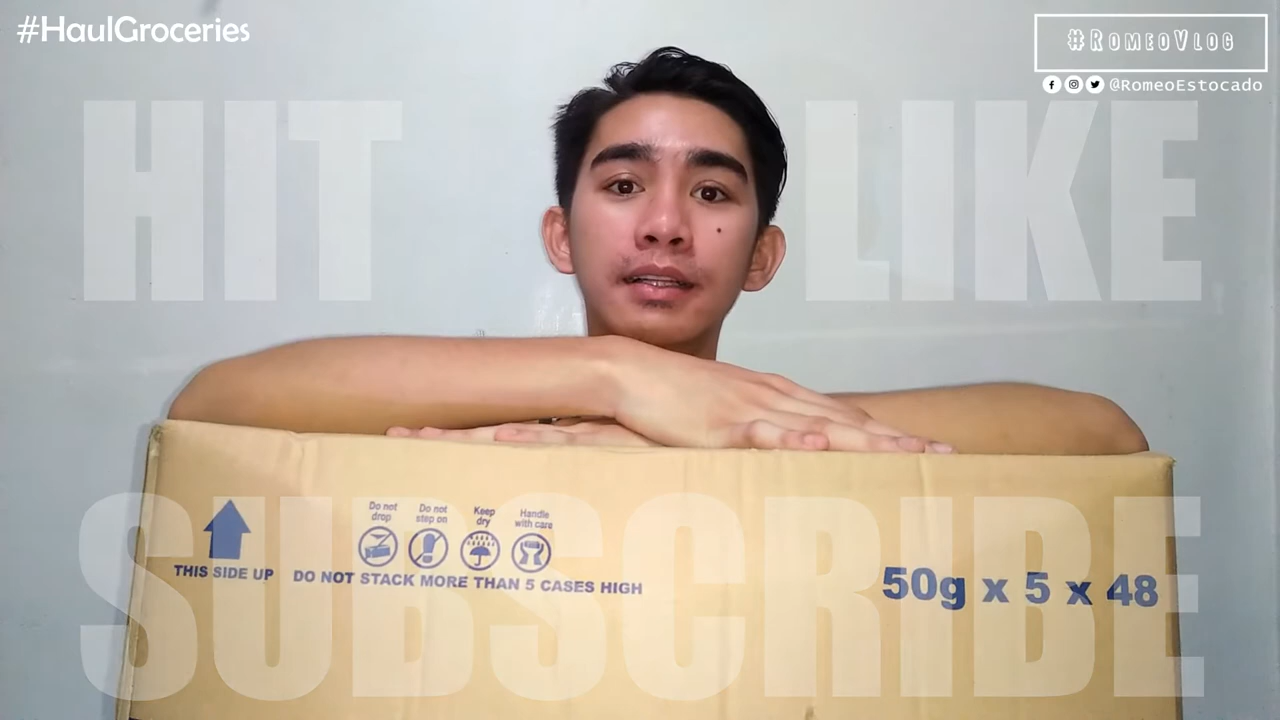 #HaulGroceries
#RomeoVlog
@RomeoEstocado
HIT LIKE
SUBSCRIBE
Do not drop
Do not step on
Keep dry
Handle with care
THIS SIDE UP
DO NOT STACK MORE THAN 5 CASES HIGH
50g x 5 x 48